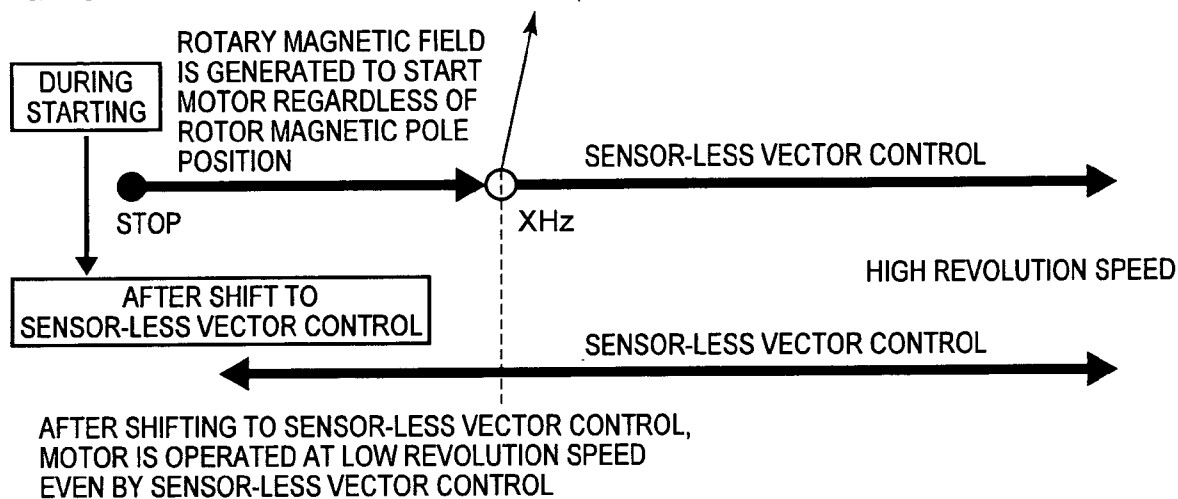 ROTARY MAGNETIC FIELD
IS GENERATED TO START
MOTOR REGARDLESS OF
ROTOR MAGNETIC POLE
POSITION
DURING
STARTING
SENSOR-LESS VECTOR CONTROL
STOP
XHz
HIGH REVOLUTION SPEED
AFTER SHIFT TO
SENSOR-LESS VECTOR CONTROL
SENSOR-LESS VECTOR CONTROL
AFTER SHIFTING TO SENSOR-LESS VECTOR CONTROL,
MOTOR IS OPERATED AT LOW REVOLUTION SPEED
EVEN BY SENSOR-LESS VECTOR CONTROL